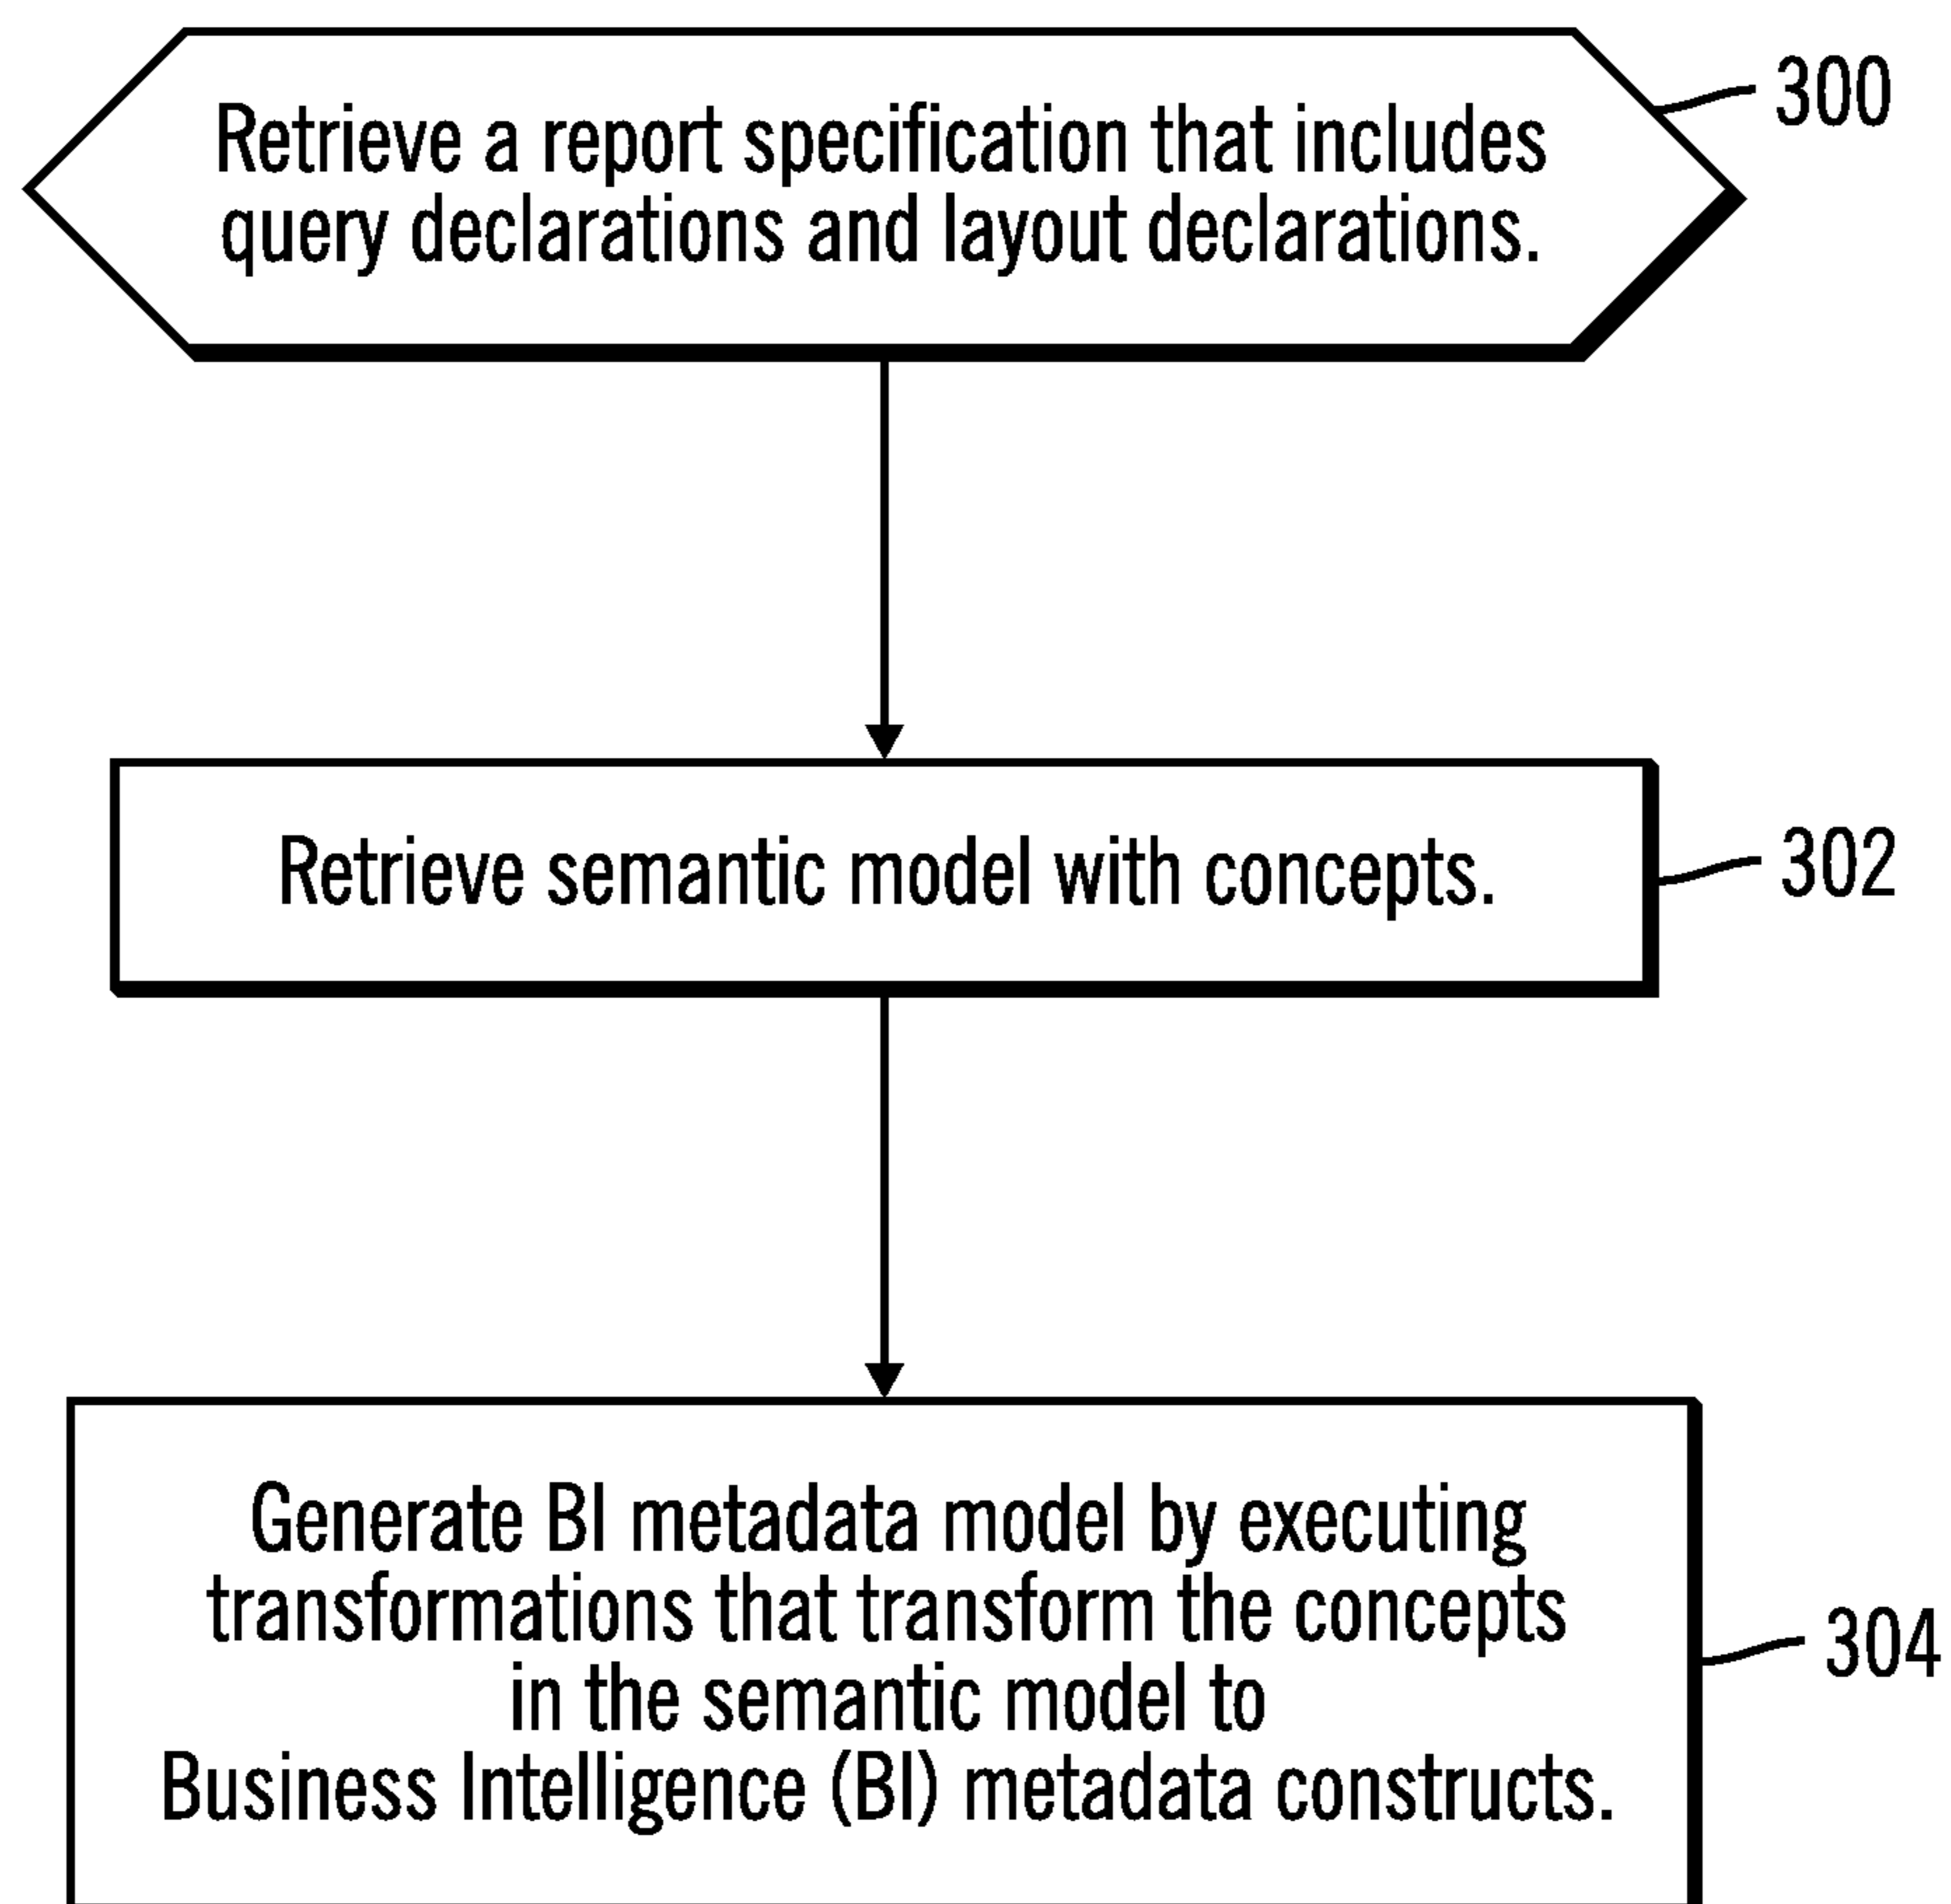 Retrieve a report specification that includes
query declarations and layout declarations.
300
Retrieve semantic model with concepts.
302
Generate BI metadata model by executing
transformations that transform the concepts
in the semantic model to
Business Intelligence (BI) metadata constructs.
304